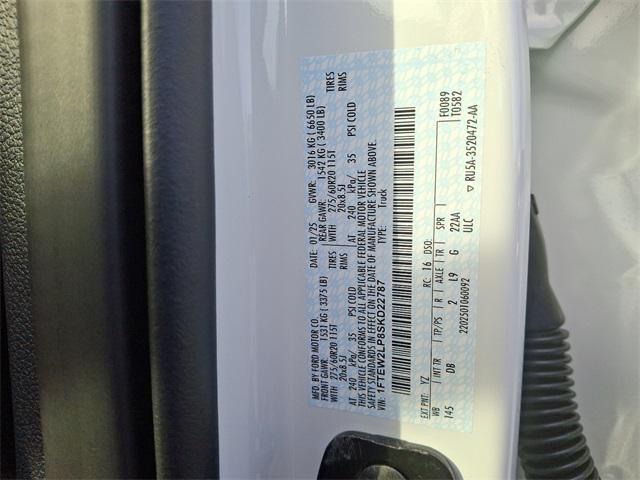 MFD. BY FORD MOTOR CO.
DATE: 01/25 GVWR: 3016 KG ( 6650 LB)
FRONT GAWR: 1531 KG ( 3375 LB) REAR GAWR: 1542 KG ( 3400 LB)
WITH 275/60R20 115T TIRES WITH 275/60R20 115T TIRES
20x8.5J RIMS 20x8.5J RIMS
AT 240 kPa/ 35 PSI COLD AT 240 kPa/ 35 PSI COLD
THIS VEHICLE CONFORMS TO ALL APPLICABLE FEDERAL MOTOR VEHICLE
SAFETY STANDARDS IN EFFECT ON THE DATE OF MANUFACTURE SHOWN ABOVE.
VIN: 1FTEW2LP8SKD22787 TYPE: Truck
EXT PNT: YZ RC: 16 DSO: F0089
WB INT TR TP/PS R AXLE TR SPR T0582
145 DB 2 L9 G 22AA
ULC
2202501060092
▽ RU5A-3520472-AA